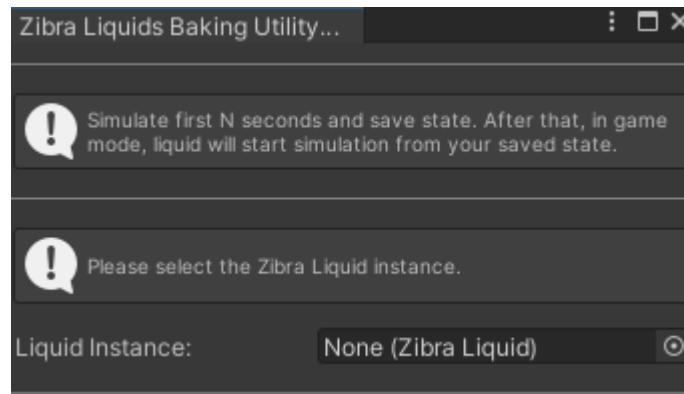 Zibra Liquids Baking Utility...
Simulate first N seconds and save state. After that, in game
mode, liquid will start simulation from your saved state.
Please select the Zibra Liquid instance.
Liquid Instance: None (Zibra Liquid)